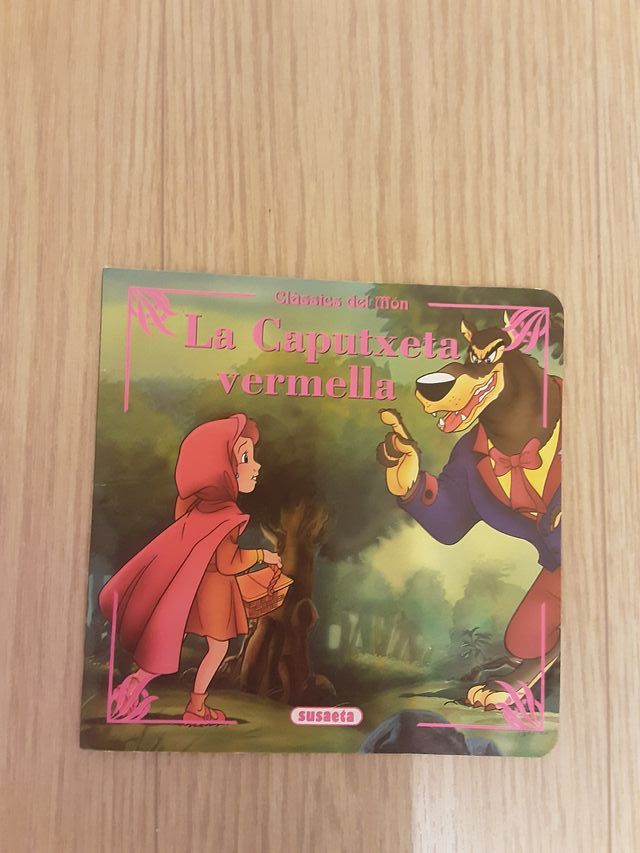 Clàssics del Món
La Caputxeta
vermella
susaeta